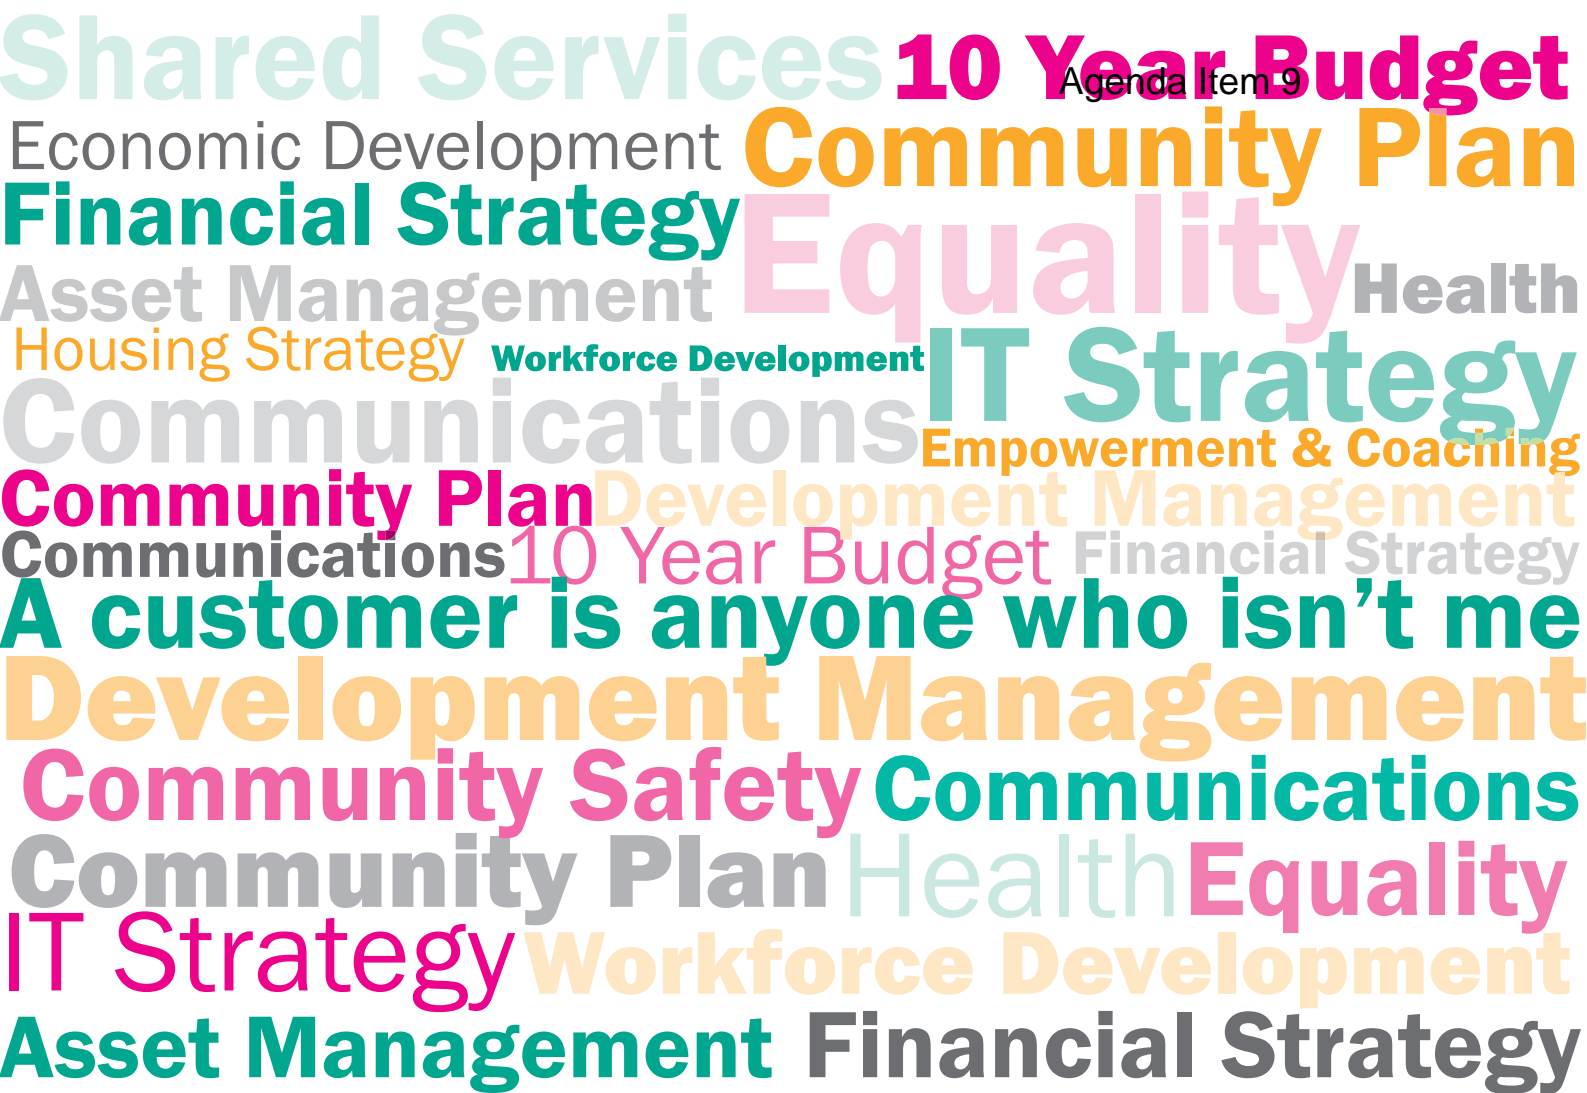 Shared Services 10 Year Budget
Agenda Item 9
Economic Development Community Plan
Financial Strategy Equality
Asset Management Health
Housing Strategy Workforce Development IT Strategy
Communications Empowerment & Coaching
Community Plan Development Management
Communications 10 Year Budget Financial Strategy
A customer is anyone who isn’t me
Development Management
Community Safety Communications
Community Plan Health Equality
IT Strategy Workforce Development
Asset Management Financial Strategy